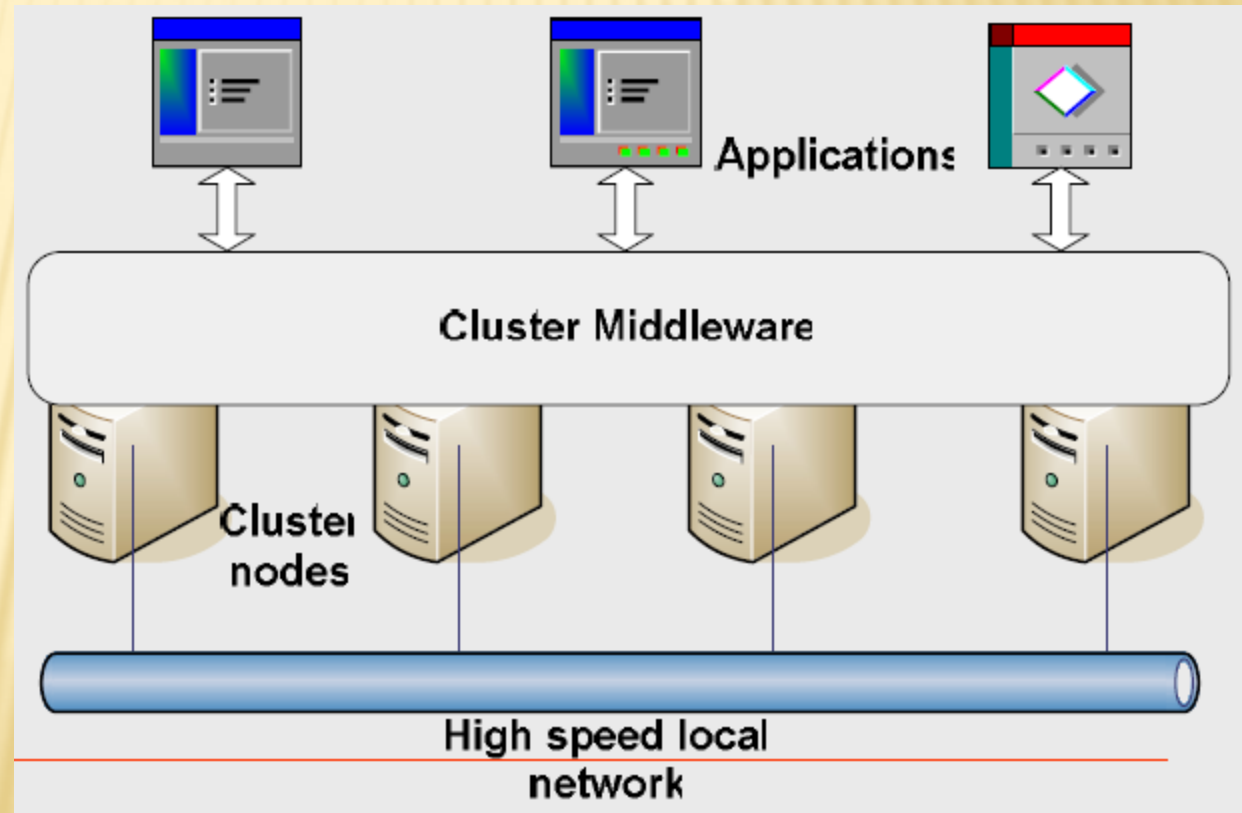 Applications
Cluster Middleware
Cluster
nodes
High speed local
network